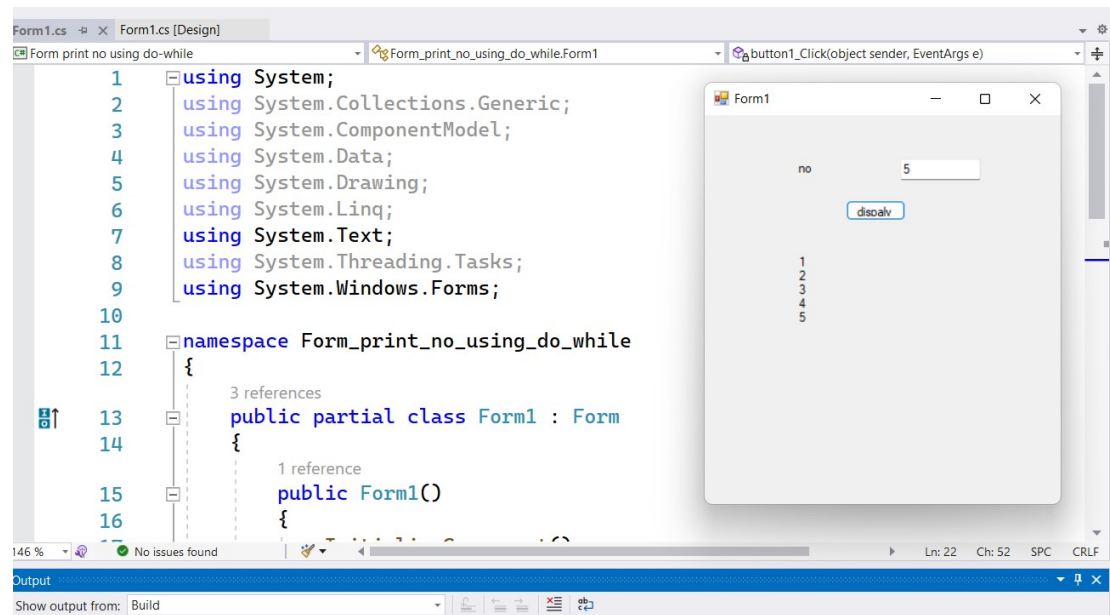 Form1.cs Form1.cs [Design]
C# Form print no using do-while Form_print_no_using_do_while.Form1 button1_Click(object sender, EventArgs e)
1 using System;
2 using System.Collections.Generic;
3 using System.ComponentModel;
4 using System.Data;
5 using System.Drawing;
6 using System.Linq;
7 using System.Text;
8 using System.Threading.Tasks;
9 using System.Windows.Forms;
10
11 namespace Form_print_no_using_do_while
12 {
3 references
13 public partial class Form1 : Form
14 {
1 reference
15 public Form1()
16 {
Form1
no 5
dispalv
1
2
3
4
5
146 % No issues found Ln: 22 Ch: 52 SPC CRLF
Output
Show output from: Build